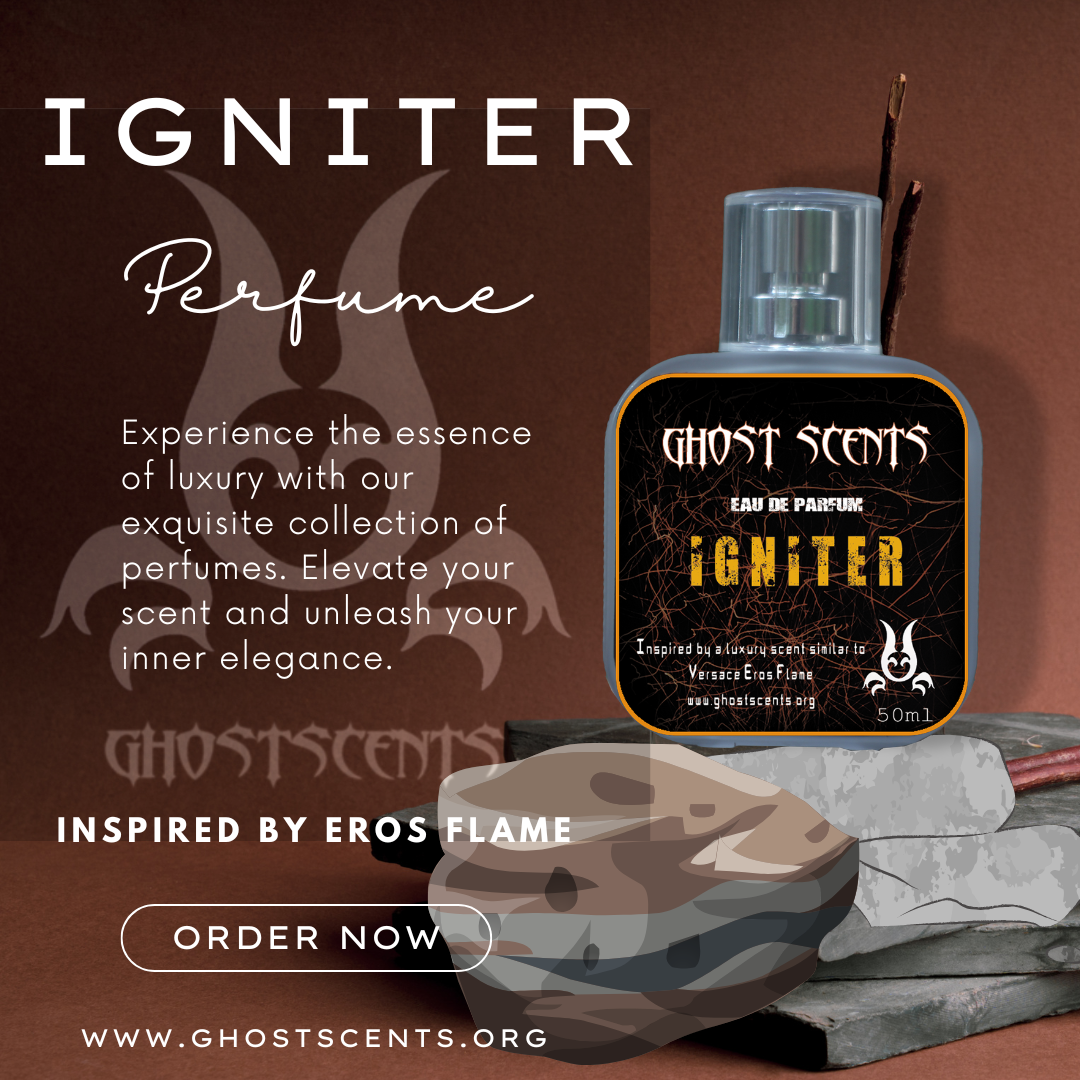 IGNITER
Perfume
Experience the essence
of luxury with our
exquisite collection of
perfumes. Elevate your
scent and unleash your
inner elegance.
GHOSTSCENTS
INSPIRED BY EROS FLAME
ORDER NOW
WWW.GHOSTSCENTS.ORG
GHOST SCENTS
EAU DE PARFUM
IGNITER
Inspired by a luxury scent similar to
Versace Eros Flame
www.ghostscents.org
50ml